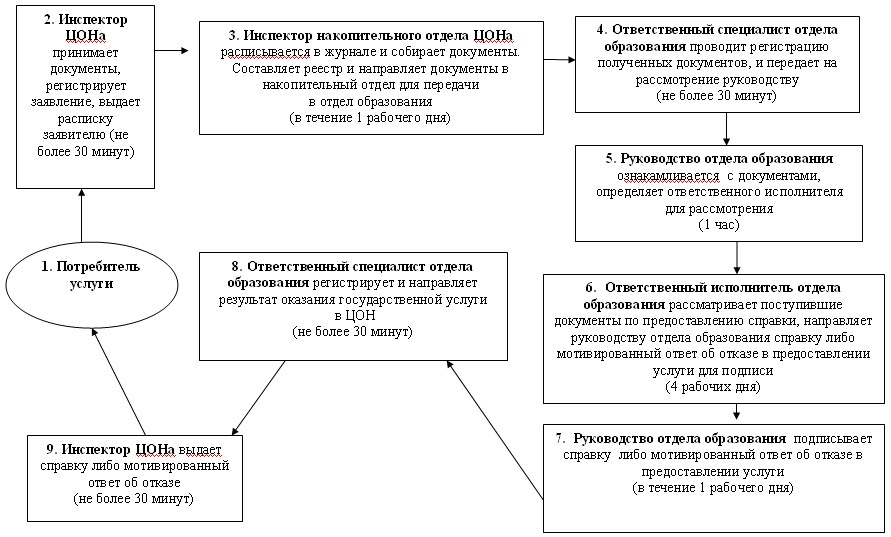 1. Потребитель
услуги
2. Инспектор
ЦОНа
принимает
документы,
регистрирует
заявление, выдает
расписку
заявителю (не
более 30 минут)
3. Инспектор накопительного отдела ЦОНа
расписывается в журнале и собирает документы.
Составляет реестр и направляет документы в
накопительный отдел для передачи
в отдел образования
(в течение 1 рабочего дня)
4. Ответственный специалист отдела
образования проводит регистрацию
полученных документов, и передает на
рассмотрение руководству
(не более 30 минут)
5. Руководство отдела образования
ознакамливается с документами,
определяет ответственного исполнителя
для рассмотрения
(1 час)
6. Ответственный исполнитель отдела
образования рассматривает поступившие
документы по предоставлению справки, направляет
руководству отдела образования справку либо
мотивированный ответ об отказе в предоставлении
услуги для подписи
(4 рабочих дня)
7. Руководство отдела образования подписывает
справку либо мотивированный ответ об отказе в
предоставлении услуги
(в течение 1 рабочего дня)
8. Ответственный специалист отдела
образования регистрирует и направляет
результат оказания государственной услуги
в ЦОН
(не более 30 минут)
9. Инспектор ЦОНа выдает
справку либо мотивированный
ответ об отказе
(не более 30 минут)